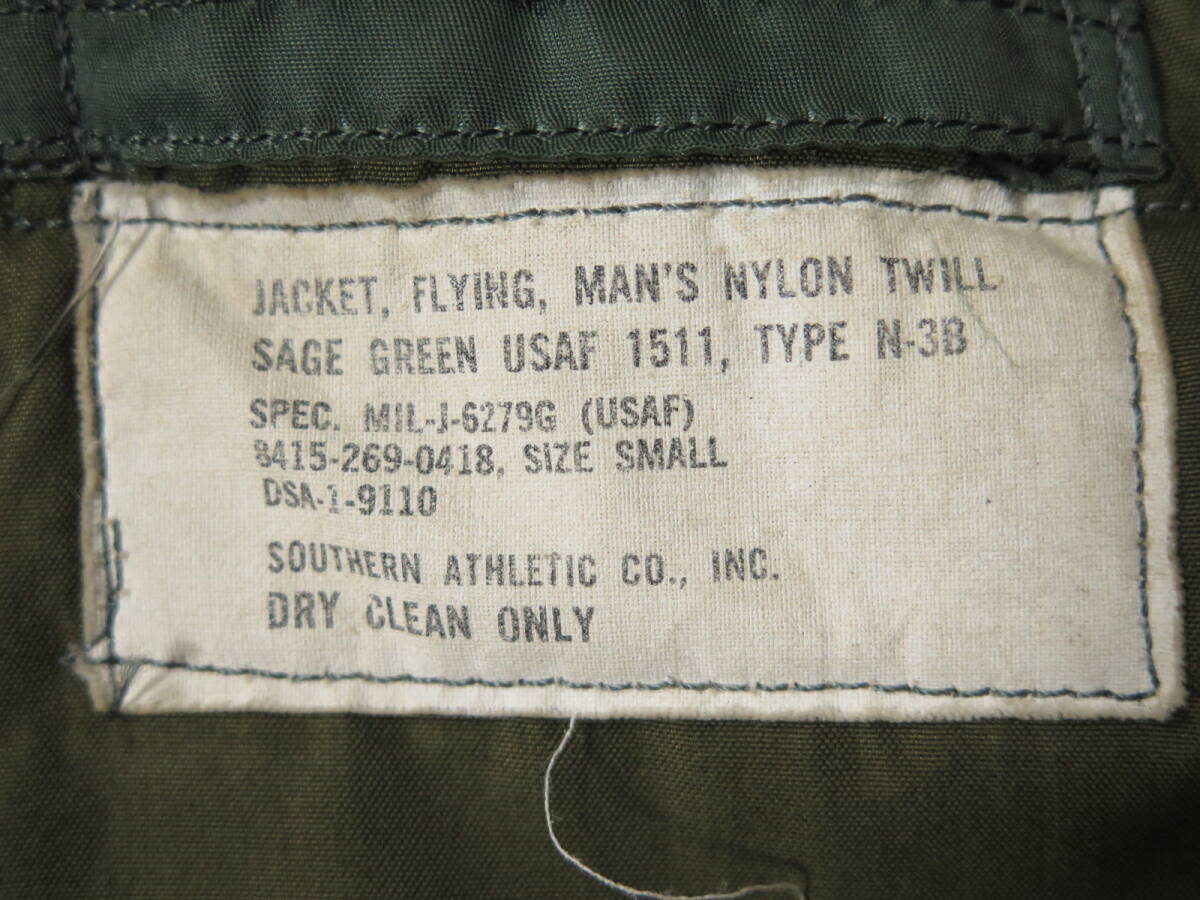 JACKET, FLYING, MAN'S NYLON TWILL
SAGE GREEN USAF 1511, TYPE N-3B
SPEC. MIL-J-6279G (USAF)
8415-269-0418, SIZE SMALL
DSA-1-9110
SOUTHERN ATHLETIC CO., INC.
DRY CLEAN ONLY